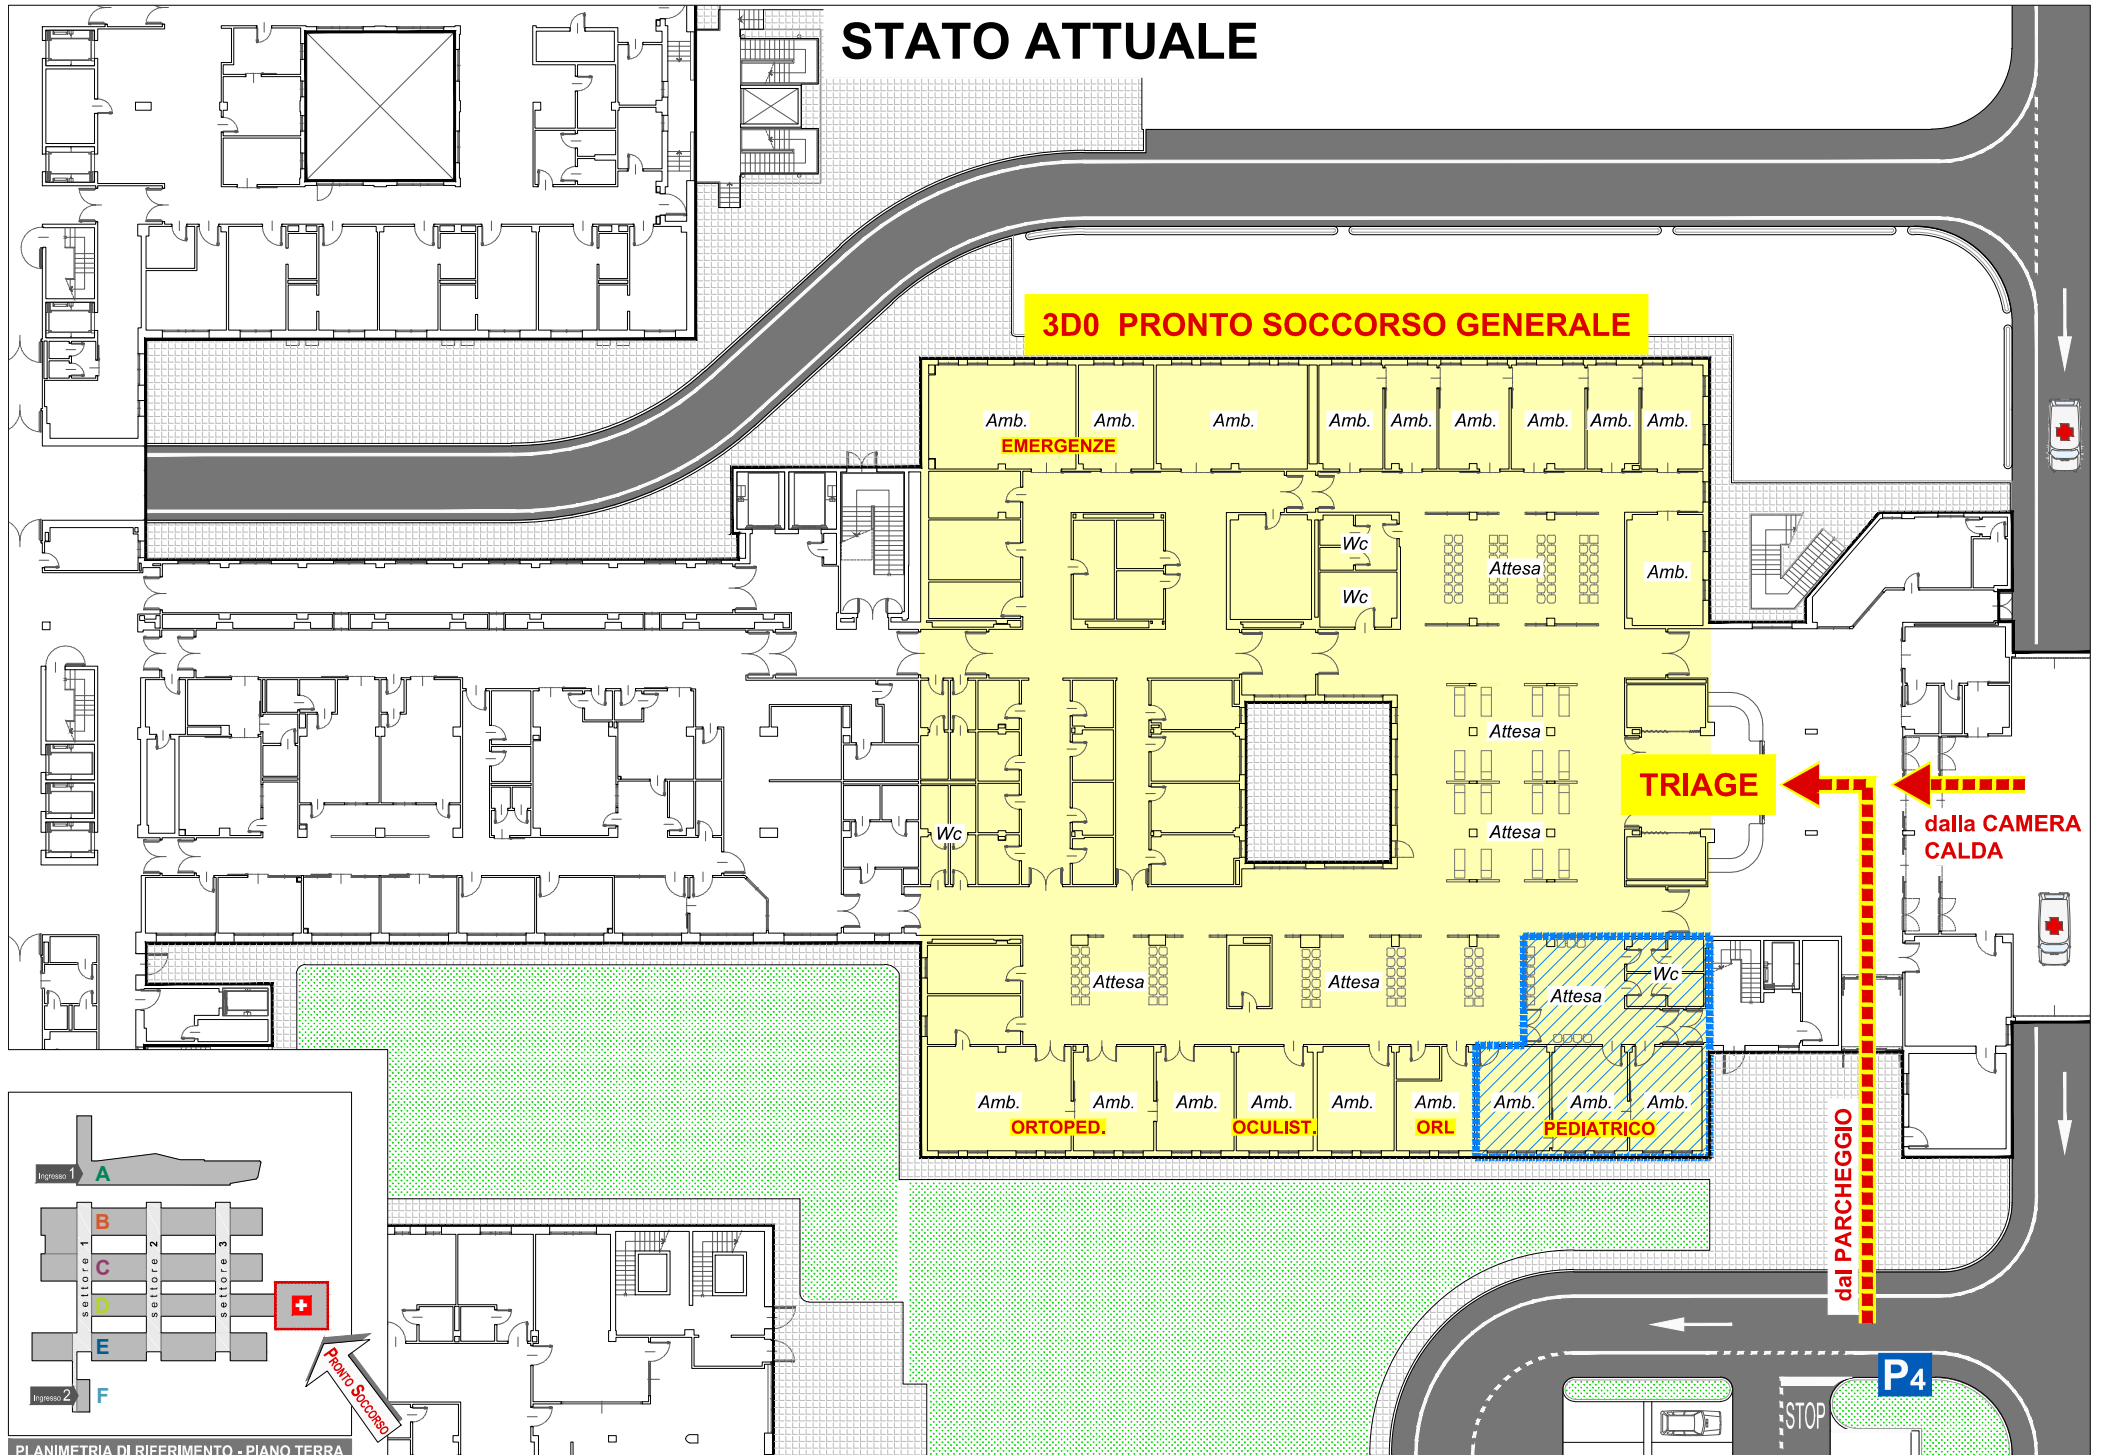 STATO ATTUALE
3D0 PRONTO SOCCORSO GENERALE
Amb. Amb. Amb. Amb. Amb. Amb. Amb. Amb. Amb.
EMERGENZE
Wc
Attesa
Amb.
Wc
Attesa
TRIAGE
dalla CAMERA
CALDA
Attesa
Wc
Wc
Attesa
Attesa
Attesa
Amb. Amb. Amb. Amb. Amb. Amb. Amb. Amb. Amb.
ORTOPED.
OCULIST.
ORL
PEDIATRICO
dal PARCHEGGIO
P4
STOP
Ingresso 1
A
B
C
D
E
F
settore 1
settore 2
settore 3
Ingresso 2
PRONTO SOCCORSO
PLANIMETRIA DI RIFERIMENTO - PIANO TERRA